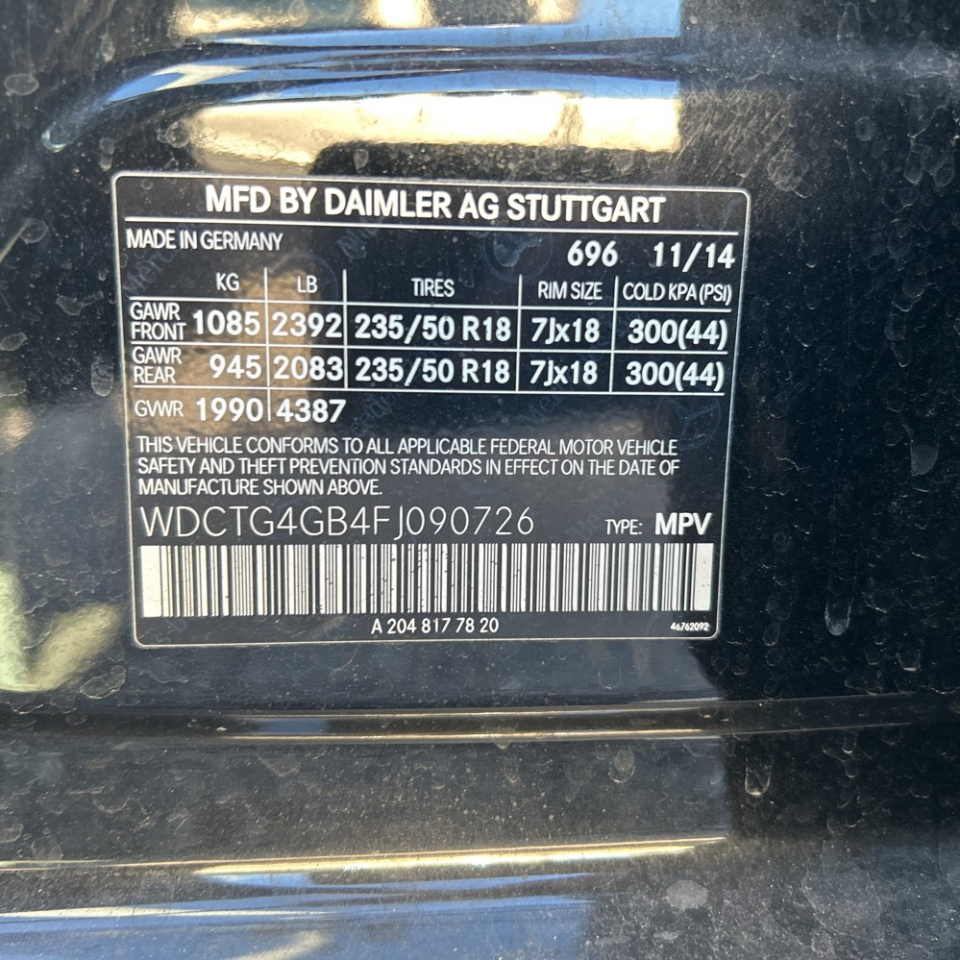 MFD BY DAIMLER AG STUTTGART
MADE IN GERMANY 696 11/14
KG LB TIRES RIM SIZE COLD KPA (PSI)
GAWR FRONT 1085 2392 235/50 R18 7Jx18 300(44)
GAWR REAR 945 2083 235/50 R18 7Jx18 300(44)
GVWR 1990 4387
THIS VEHICLE CONFORMS TO ALL APPLICABLE FEDERAL MOTOR VEHICLE
SAFETY AND THEFT PREVENTION STANDARDS IN EFFECT ON THE DATE OF
MANUFACTURE SHOWN ABOVE.
WDCTG4GB4FJ090726 TYPE: MPV
A 204 817 78 20 46762092